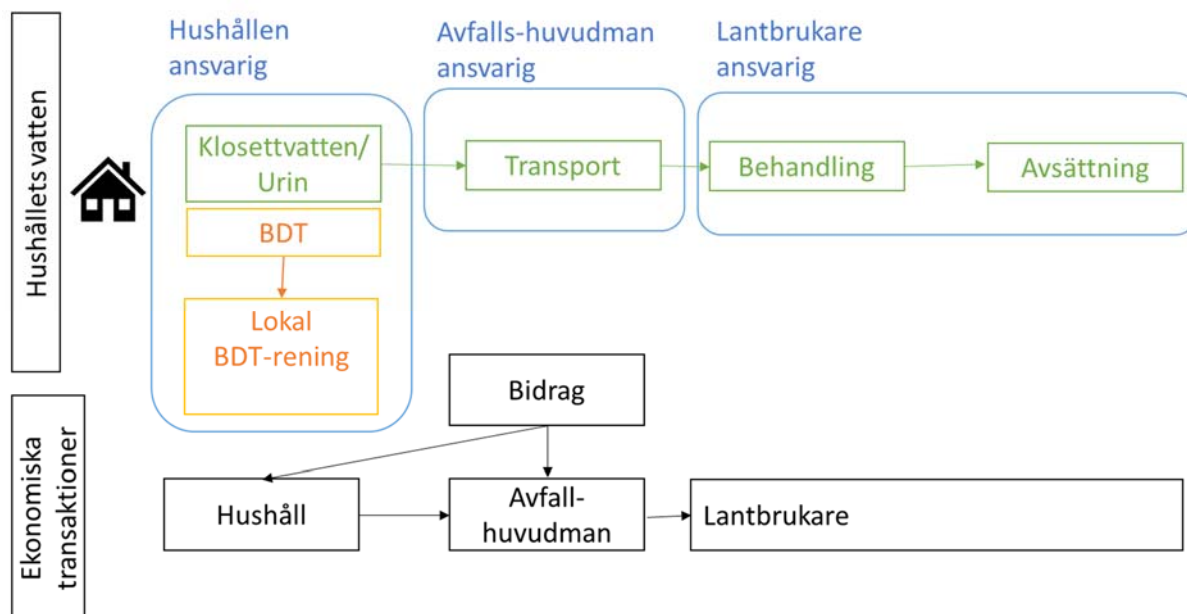 Hushållets vatten
Hushållen
ansvarig
Avfalls-huvudman
ansvarig
Lantbrukare
ansvarig
Klosettvatten/
Urin
Transport
Behandling
Avsättning
BDT
Lokal
BDT-rening
Ekonomiska
transaktioner
Bidrag
Hushåll
Avfall-
huvudman
Lantbrukare